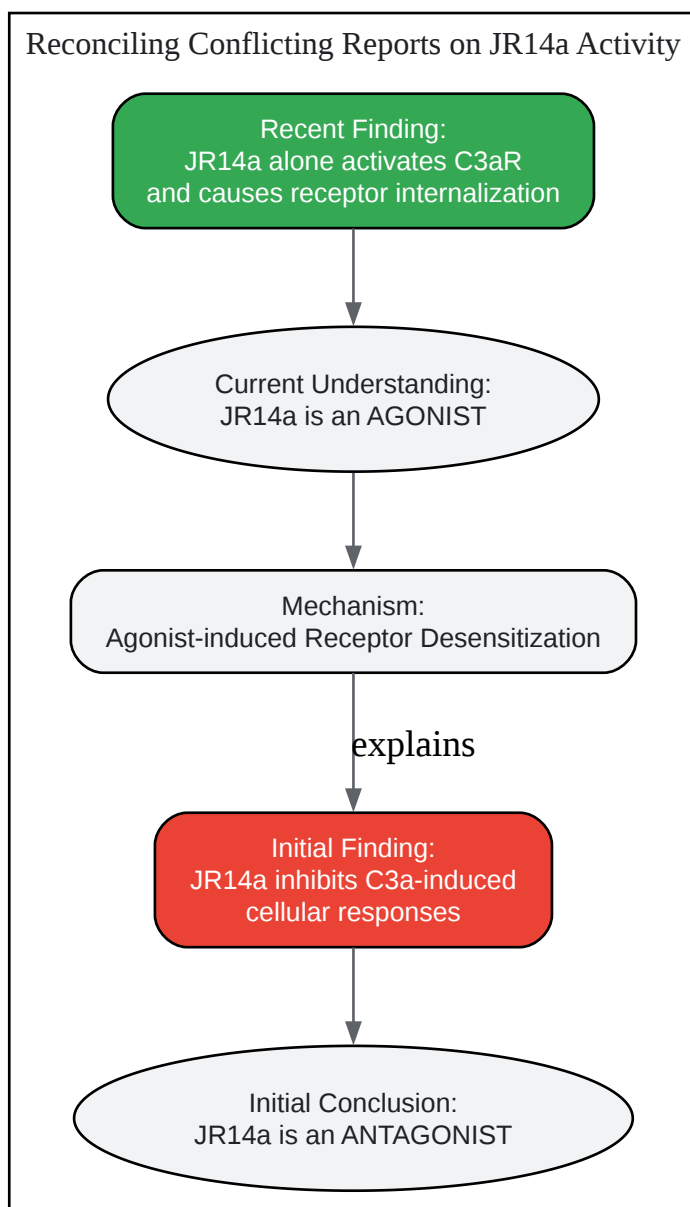 Reconciling Conflicting Reports on JR14a Activity
Recent Finding:
JR14a alone activates C3aR
and causes receptor internalization
Current Understanding:
JR14a is an AGONIST
Mechanism:
Agonist-induced Receptor Desensitization
explains
Initial Finding:
JR14a inhibits C3a-induced
cellular responses
Initial Conclusion:
JR14a is an ANTAGONIST